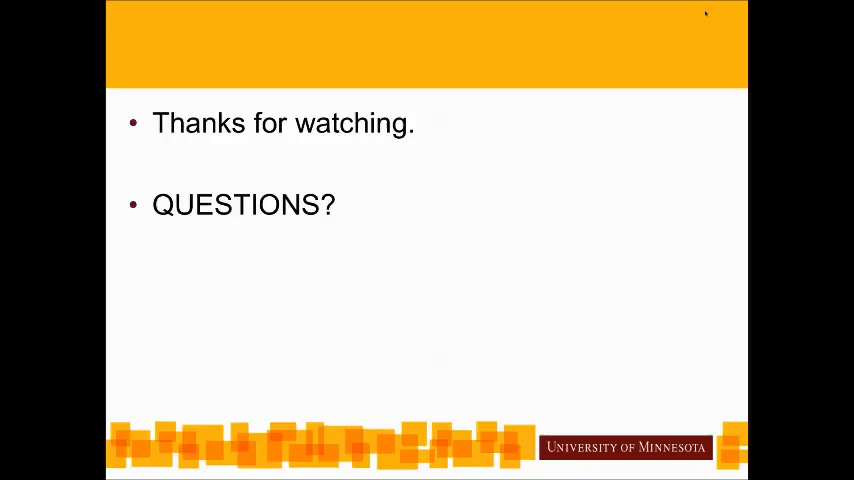 • Thanks for watching.
• QUESTIONS?
UNIVERSITY OF MINNESOTA